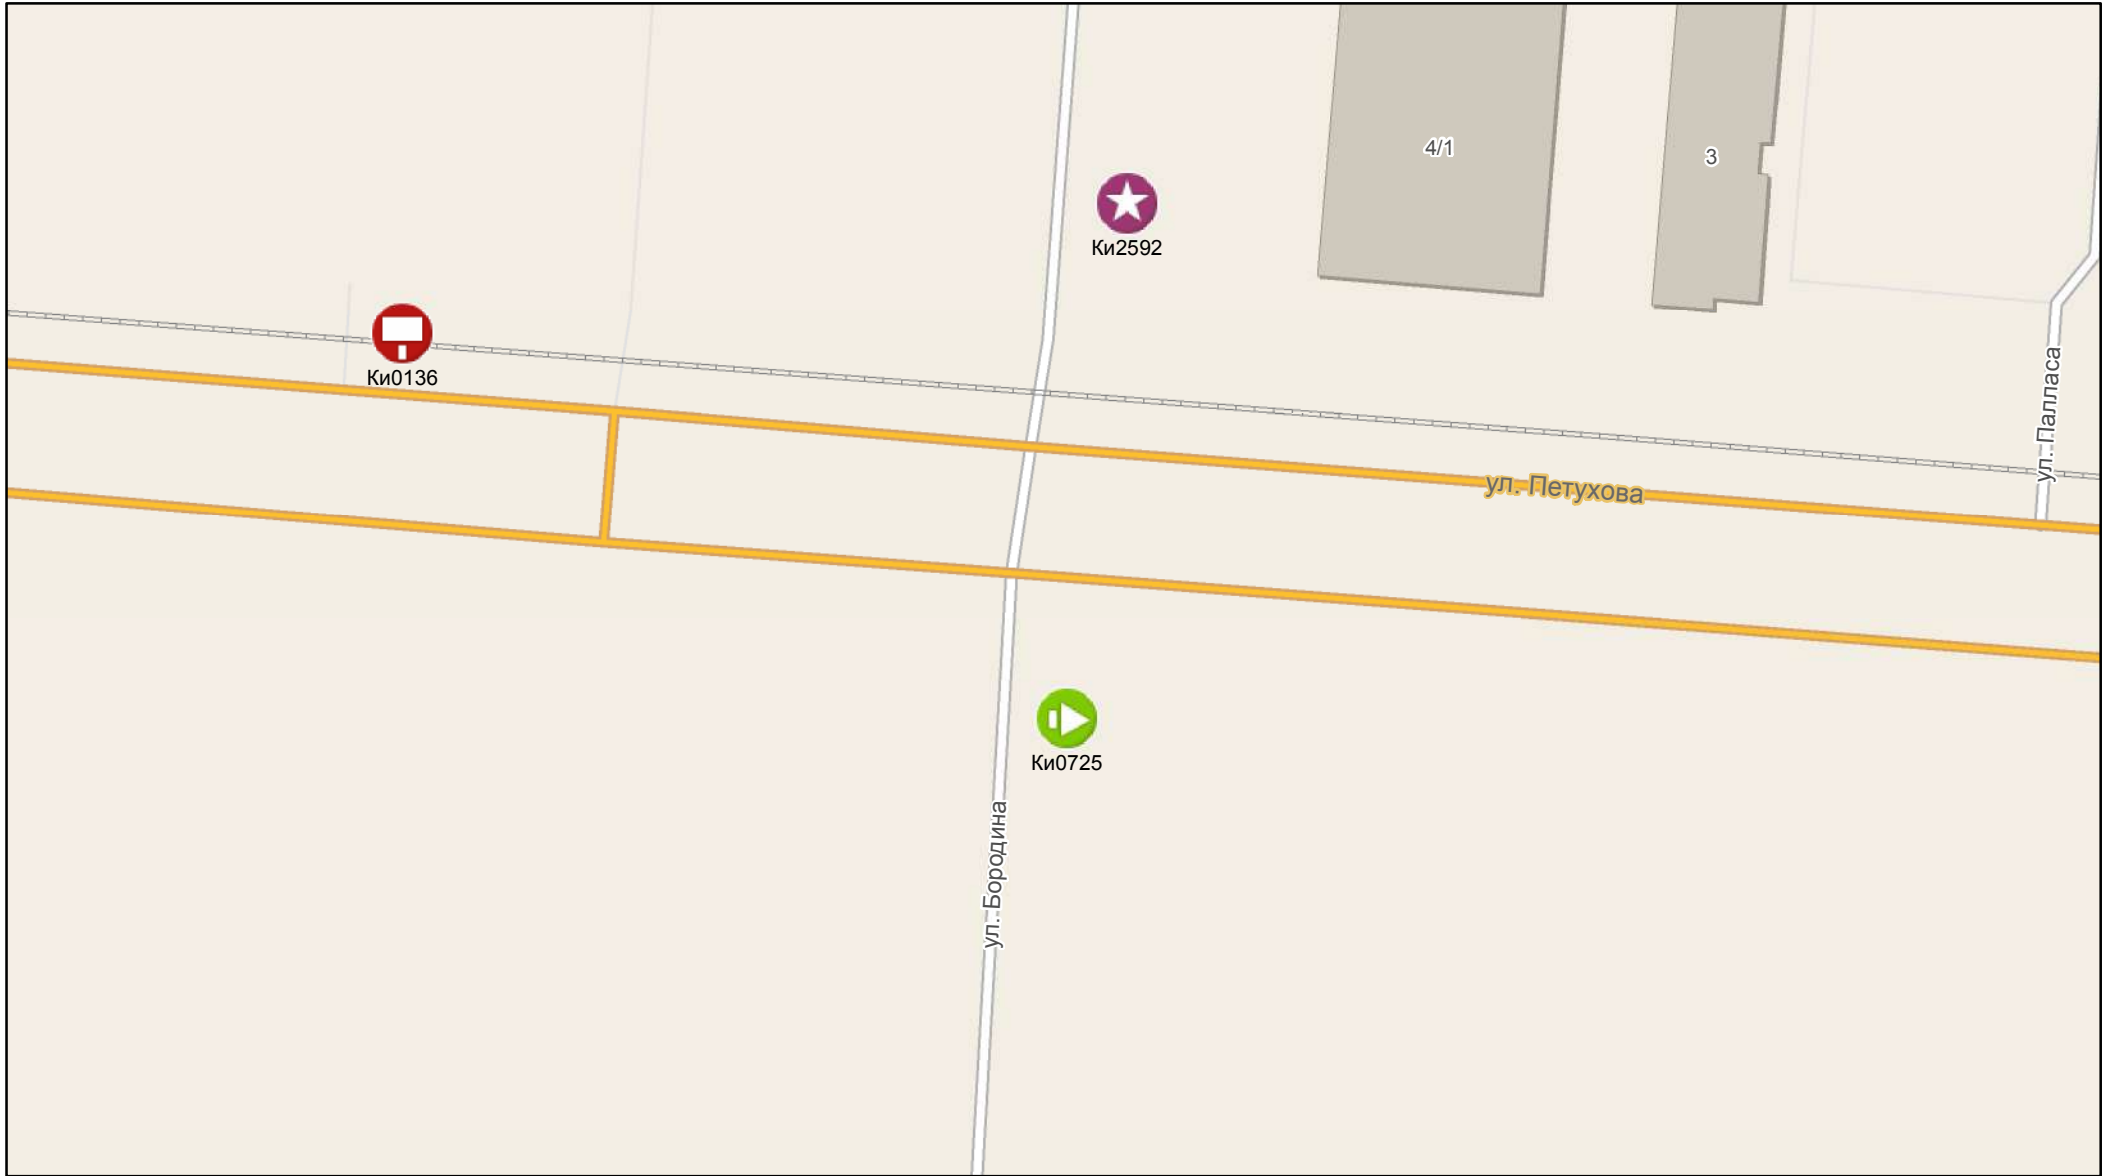 4/1
3
Ки2592
Ки0136
ул. Палласа
ул. Петухова
Ки0725
ул. Бородина